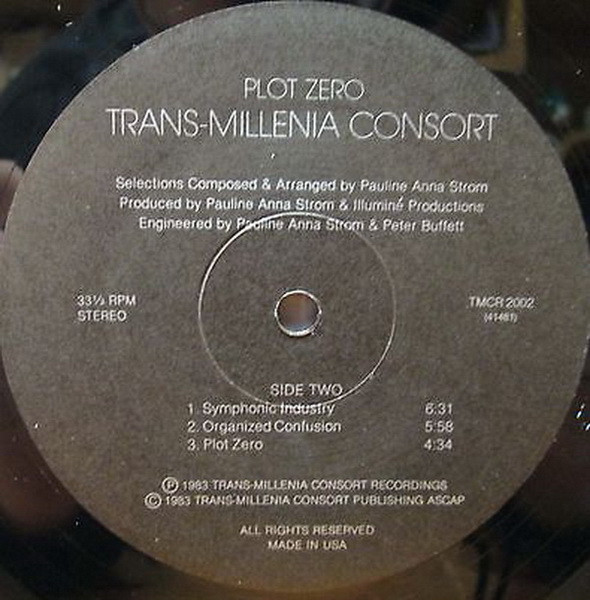 PLOT ZERO
TRANS-MILLENIA CONSORT
Selections Composed & Arranged by Pauline Anna Strom
Produced by Pauline Anna Strom & Illuminé Productions
Engineered by Pauline Anna Strom & Peter Buffett
33⅓ RPM
STEREO
TMCR 2002
(41481)
SIDE TWO
1. Symphonic Industry 6:31
2. Organized Confusion 5:58
3. Plot Zero 4:34
Ⓟ 1983 TRANS-MILLENIA CONSORT RECORDINGS
© 1983 TRANS-MILLENIA CONSORT PUBLISHING ASCAP
ALL RIGHTS RESERVED
MADE IN USA